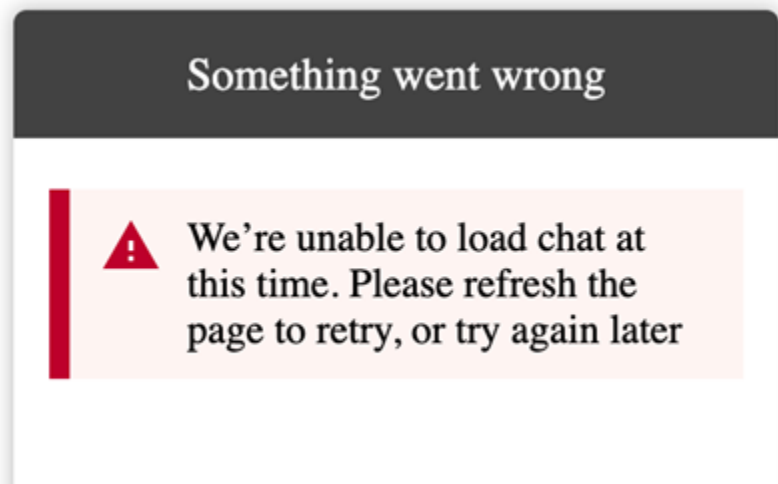 Something went wrong
We're unable to load chat at
this time. Please refresh the
page to retry, or try again later